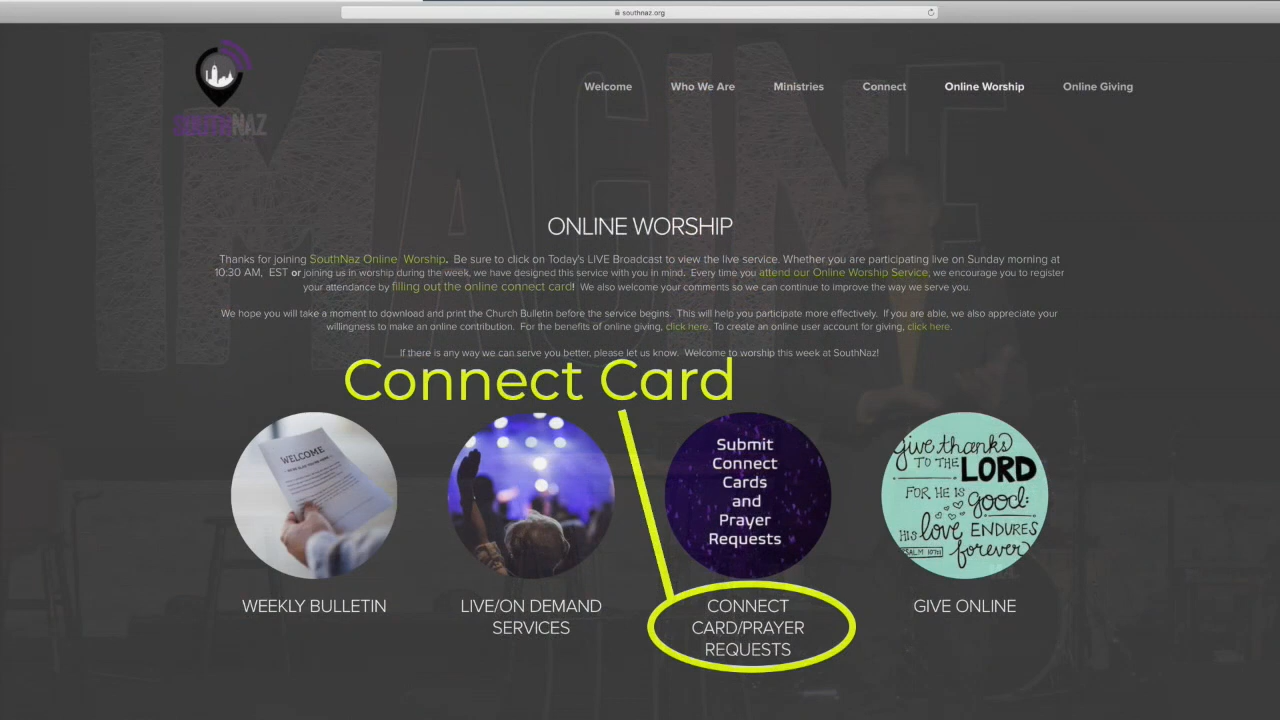 southnaz.org
IMAGINE
SOUTHNAZ
Welcome Who We Are Ministries Connect Online Worship Online Giving
ONLINE WORSHIP
Thanks for joining SouthNaz Online Worship. Be sure to click on Today's LIVE Broadcast to view the live service. Whether you are participating live on Sunday morning at
10:30 AM, EST or joining us in worship during the week, we have designed this service with you in mind. Every time you attend our Online Worship Service, we encourage you to register
your attendance by filling out the online connect card! We also welcome your comments so we can continue to improve the way we serve you.
We hope you will take a moment to download and print the Church Bulletin before the service begins. This will help you participate more effectively. If you are able, we also appreciate your
willingness to make an online contribution. For the benefits of online giving, click here. To create an online user account for giving, click here.
If there is any way we can serve you better, please let us know. Welcome to worship this week at SouthNaz!
Connect Card
WELCOME
Submit
Connect
Cards
and
Prayer
Requests
give thanks
TO THE LORD
FOR HE IS good:
HIS love ENDURES
forever
WEEKLY BULLETIN
LIVE/ON DEMAND
SERVICES
CONNECT
CARD/PRAYER
REQUESTS
GIVE ONLINE